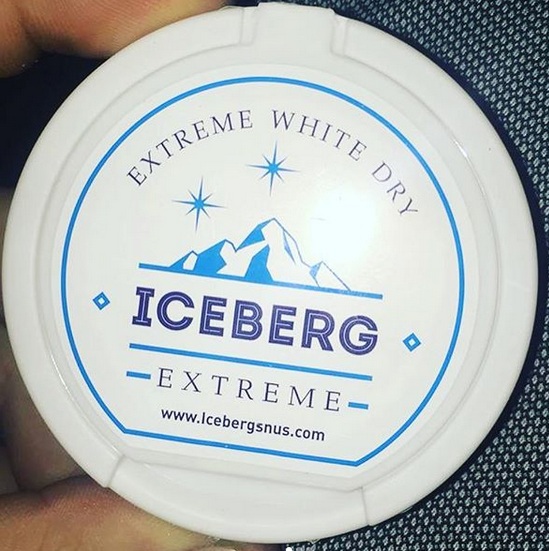 EXTREME WHITE DRY
ICEBERG
EXTREME
www.Icebergsnus.com